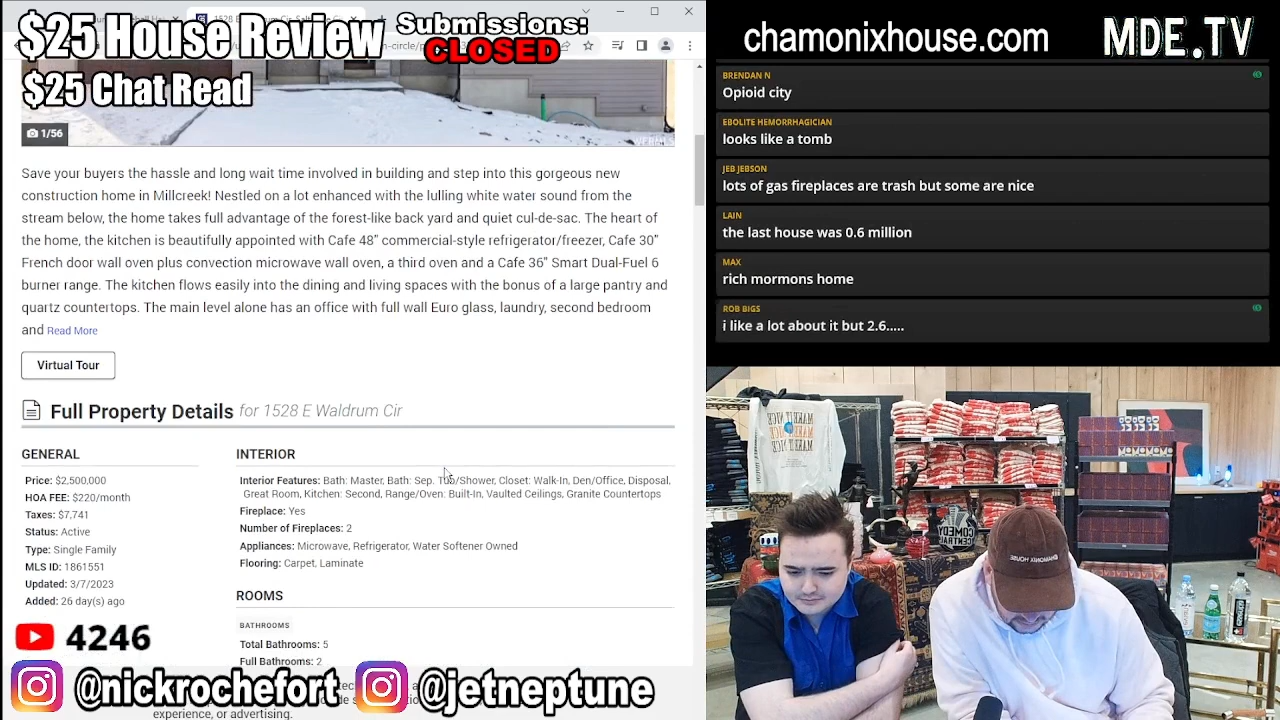 $25 House Review
Submissions:
CLOSED
$25 Chat Read
1528 E
1/56
Save your buyers the hassle and long wait time involved in building and step into this gorgeous new
construction home in Millcreek! Nestled on a lot enhanced with the lulling white water sound from the
stream below, the home takes full advantage of the forest-like back yard and quiet cul-de-sac. The heart of
the home, the kitchen is beautifully appointed with Cafe 48" commercial-style refrigerator/freezer, Cafe 30"
French door wall oven plus convection microwave wall oven, a third oven and a Cafe 36" Smart Dual-Fuel 6
burner range. The kitchen flows easily into the dining and living spaces with the bonus of a large pantry and
quartz countertops. The main level alone has an office with full wall Euro glass, laundry, second bedroom
and Read More
Virtual Tour
Full Property Details for 1528 E Waldrum Cir
GENERAL
Price: $2,500,000
HOA FEE: $220/month
Taxes: $7,741
Status: Active
Type: Single Family
MLS ID: 1861551
Updated: 3/7/2023
Added: 26 day(s) ago
INTERIOR
Interior Features: Bath: Master, Bath: Sep. Tub/Shower, Closet: Walk-In, Den/Office, Disposal,
Great Room, Kitchen: Second, Range/Oven: Built-In, Vaulted Ceilings, Granite Countertops
Fireplace: Yes
Number of Fireplaces: 2
Appliances: Microwave, Refrigerator, Water Softener Owned
Flooring: Carpet, Laminate
ROOMS
BATHROOMS
Total Bathrooms: 5
Full Bathrooms: 2
experience, or advertising.
4246
@nickrochefort
@jetneptune
chamonixhouse.com
MDE.TV
BRENDAN N
Opioid city
EBOLITE HEMORRHAGICIAN
looks like a tomb
JEB JEBSON
lots of gas fireplaces are trash but some are nice
LAIN
the last house was 0.6 million
MAX
rich mormons home
ROB BIGS
i like a lot about it but 2.6.....